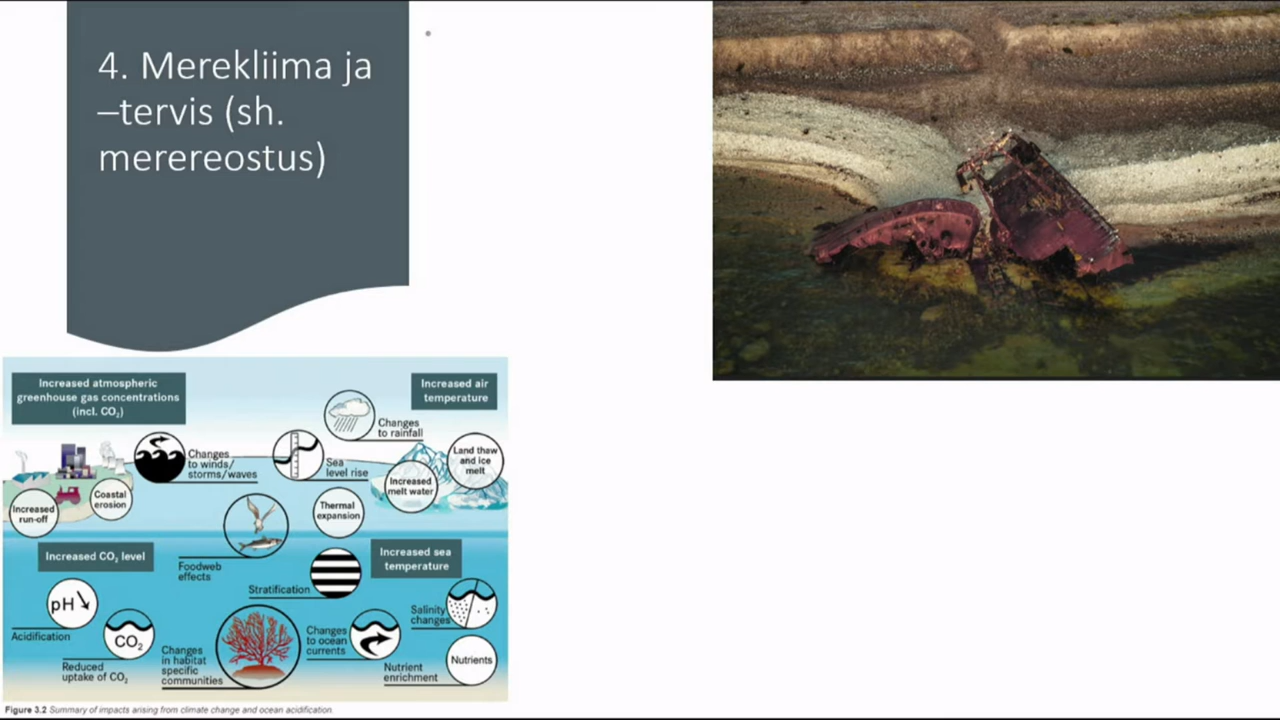 4. Merekliima ja
–tervis (sh.
merereostus)
Increased atmospheric
greenhouse gas concentrations
(incl. CO₂)
Increased air
temperature
Changes
to rainfall
Changes
to winds/
storms/waves
Sea
level rise
Land thaw
and ice
melt
Increased
melt water
Coastal
erosion
Increased
run-off
Thermal
expansion
Increased CO₂ level
Foodweb
effects
Increased sea
temperature
Stratification
pH
Acidification
CO₂
Reduced
uptake of CO₂
Changes
in habitat
specific
communities
Changes
to ocean
currents
Salinity
changes
Nutrients
Nutrient
enrichment
Figure 3.2 Summary of impacts arising from climate change and ocean acidification.